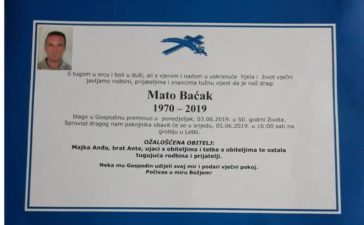 S tugom u srcu i bol u duši, ali s vjerom i nadom u uskrsnuće tijela i život vječni
javljamo rodbini, prijateljima i znancima tužnu vijest da je naš dragi
Mato Baćak
1970 – 2019
blago u Gospodinu preminuo u ponedjeljak, 03.06.2019. u 50. godini života.
Sprovod dragog nam pokojnika obavit će se u srijedu, 05.06.2019. u 16:00 sati na
groblju u Letki.
OŽALOŠĆENA OBITELJ:
Majka Anđa, brat Ante, ujaci s obiteljima i tetke s obiteljima te ostala
tugujuća rodbina i prijatelji.
Neka mu Gospodin udijeli svoj mir i podari vječni pokoj.
Počivao u miru Božjem!